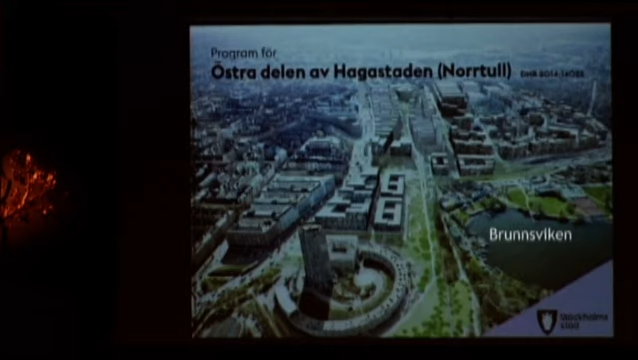 Program för
Östra delen av Hagastaden (Norrtull)
Brunnsviken
Stockholms
stad